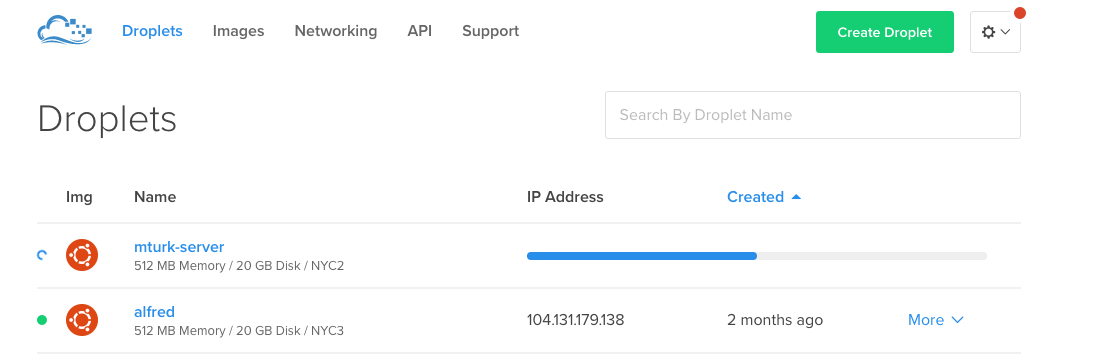 Droplets Images Networking API Support Create Droplet
Droplets Search By Droplet Name
Img Name IP Address Created
mturk-server
512 MB Memory / 20 GB Disk / NYC2
alfred
512 MB Memory / 20 GB Disk / NYC3
104.131.179.138 2 months ago More